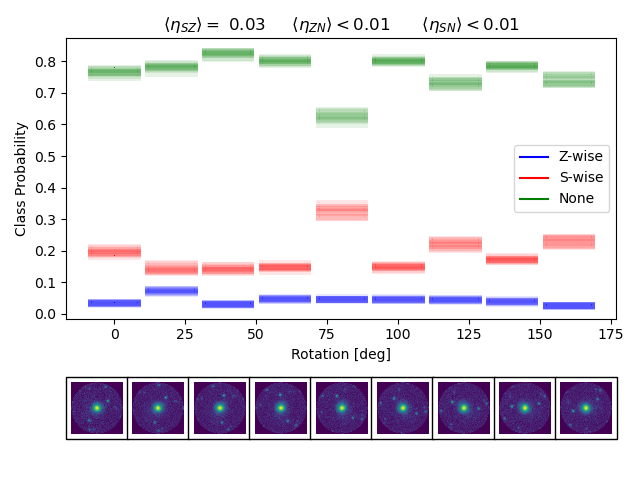 ⟨η_SZ⟩ = 0.03 ⟨η_ZN⟩ < 0.01 ⟨η_SN⟩ < 0.01
0.8
0.7
0.6
0.5
0.4
0.3
0.2
0.1
0.0
Class Probability
Z-wise
S-wise
None
0 25 50 75 100 125 150 175
Rotation [deg]